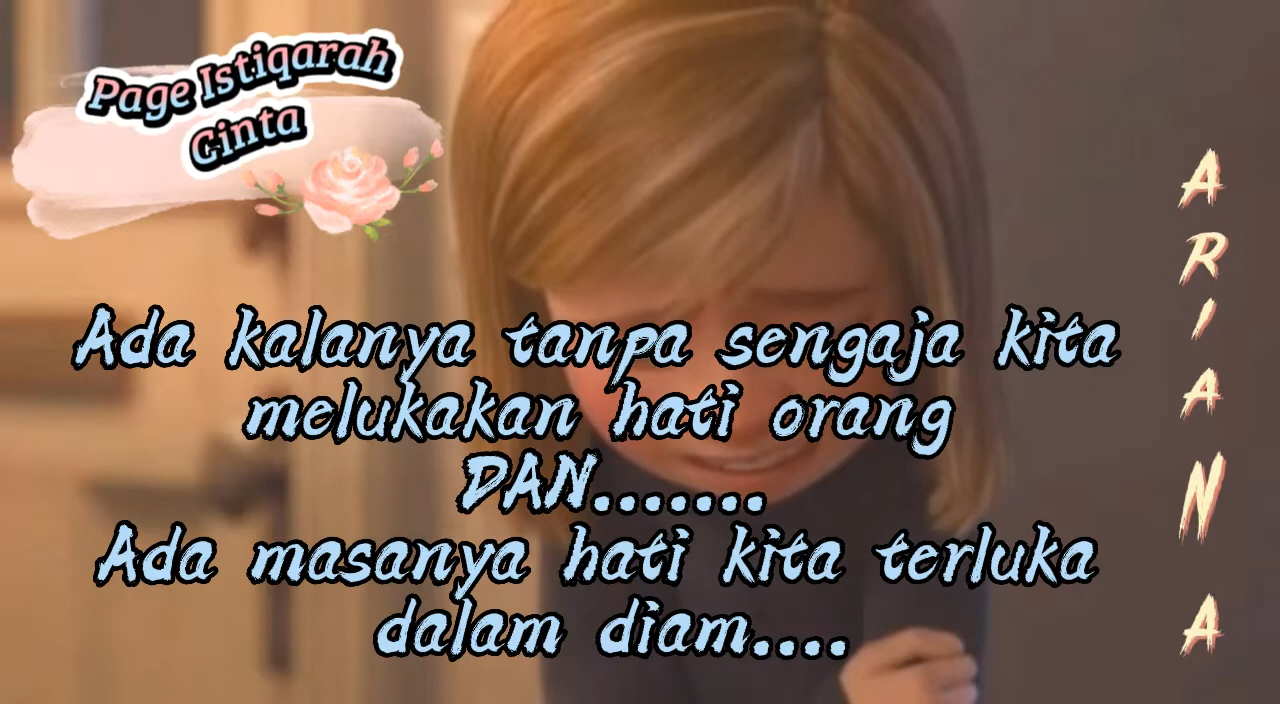 Page Istiqarah
Cinta
Ada kalanya tanpa sengaja kita
melukakan hati orang
DAN.......
Ada masanya hati kita terluka
dalam diam....
ARIANA